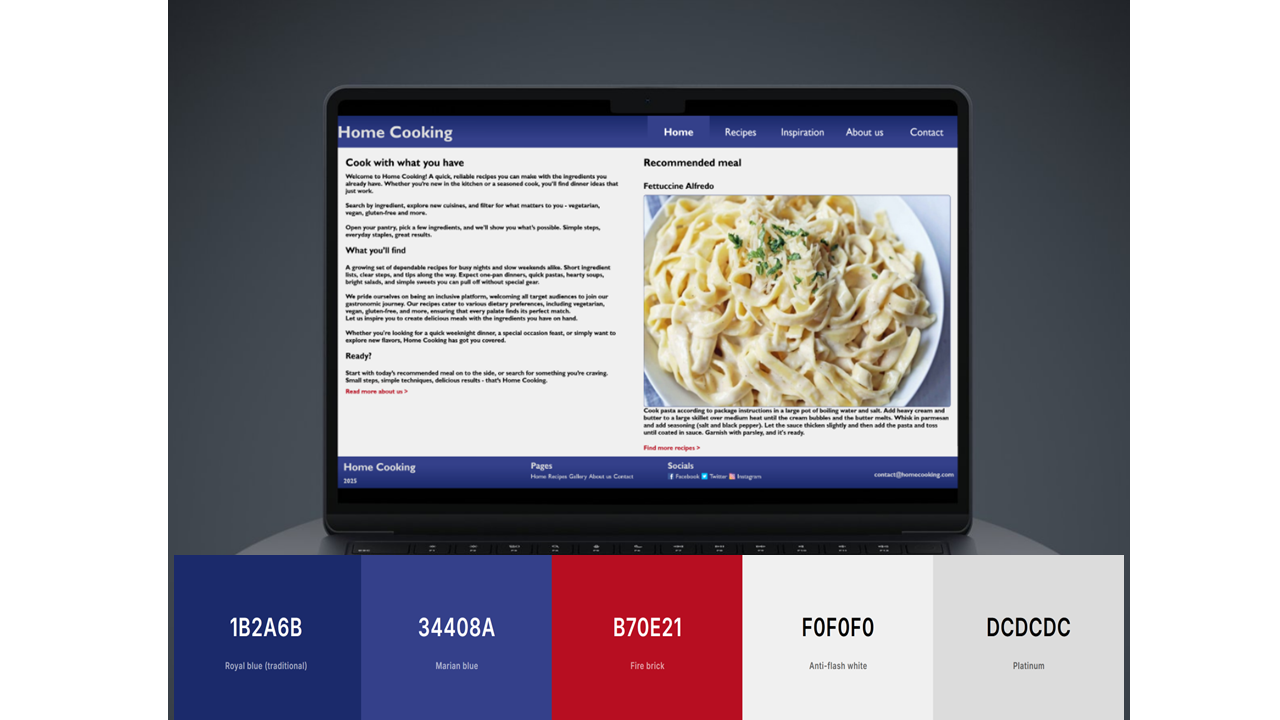 Home Cooking
Home Recipes Inspiration About us Contact
Cook with what you have
Welcome to Home Cooking! A quick, reliable recipes you can make with the ingredients you
already have. Whether you're new in the kitchen or a seasoned cook, you'll find dinner ideas that
just work.
Search by ingredient, explore new cuisines, and filter for what matters to you - vegetarian,
vegan, gluten-free and more.
Open your pantry, pick a few ingredients, and we'll show you what's possible. Simple steps,
everyday staples, great results.
What you'll find
A growing set of dependable recipes for busy nights and slow weekends alike. Short ingredient
lists, clear steps, and tips along the way. Expect one-pan dinners, quick pastas, hearty soups,
bright salads, and simple sweets you can pull off without special gear.
We pride ourselves on being an inclusive platform, welcoming all target audiences to join our
gastronomic journey. Our recipes cater to various dietary preferences, including vegetarian,
vegan, gluten-free, and more, ensuring that every palate finds its perfect match.
Let us inspire you to create delicious meals with the ingredients you have on hand.
Whether you're looking for a quick weeknight dinner, a special occasion feast, or simply want to
explore new flavors, Home Cooking has got you covered.
Ready?
Start with today's recommended meal on to the side, or search for something you're craving.
Small steps, simple techniques, delicious results - that's Home Cooking.
Read more about us >
Recommended meal
Fettuccine Alfredo
Cook pasta according to package instructions in a large pot of boiling water and salt. Add heavy cream and
butter to a large skillet over medium heat until the cream bubbles and the butter melts. Whisk in parmesan
and add seasoning (salt and black pepper). Let the sauce thicken slightly and then add the pasta and toss
until coated in sauce. Garnish with parsley, and it's ready.
Find more recipes >
Home Cooking
2025
Pages
Home Recipes Gallery About us Contact
Socials
Facebook Twitter Instagram
contact@homecooking.com
1B2A6B
Royal blue (traditional)
34408A
Marian blue
B70E21
Fire brick
F0F0F0
Anti-flash white
DCDCDC
Platinum